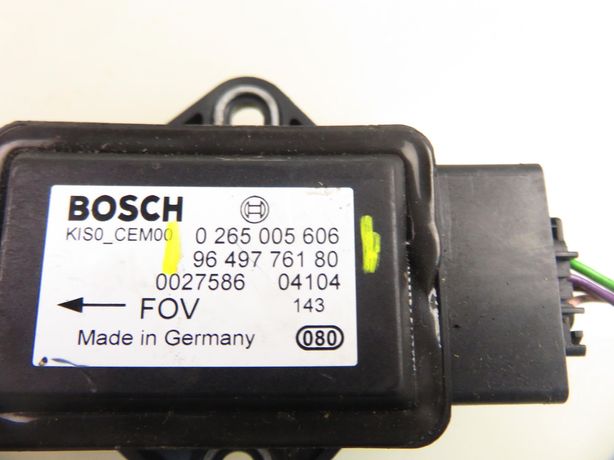 BOSCH
KIS0_CEM00 0 265 005 606
96 497 761 80
0027586 04104
FOV 143
Made in Germany 080